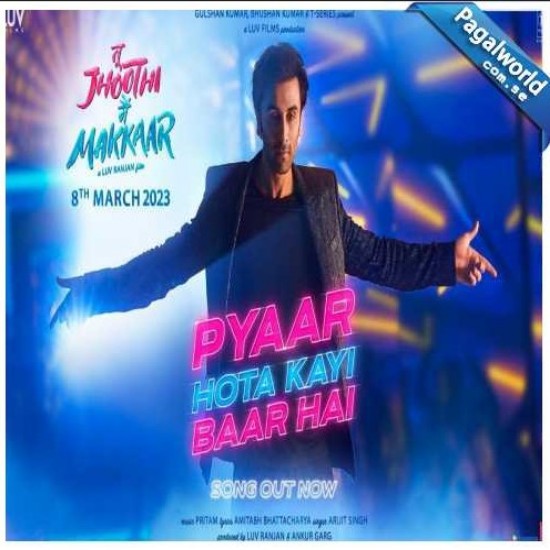 LUV
GULSHAN KUMAR, BHUSHAN KUMAR & T-SERIES present
a LUV FILMS production
Pagalworld
.com.se
तू
JHOOTHI
मैं
MAKKAAR
a LUV RANJAN film
8TH MARCH 2023
PYAAR
HOTA KAYI
BAAR HAI
SONG OUT NOW
music PRITAM lyrics AMITABH BHATTACHARYA singer ARIJIT SINGH
produced by LUV RANJAN & ANKUR GARG